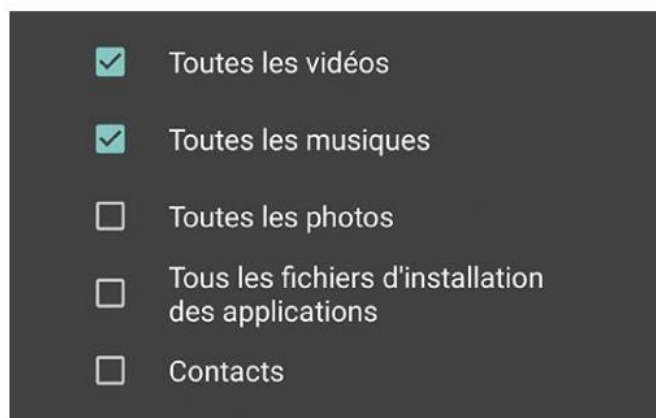 Toutes les vidéos
Toutes les musiques
Toutes les photos
Tous les fichiers d'installation
des applications
Contacts